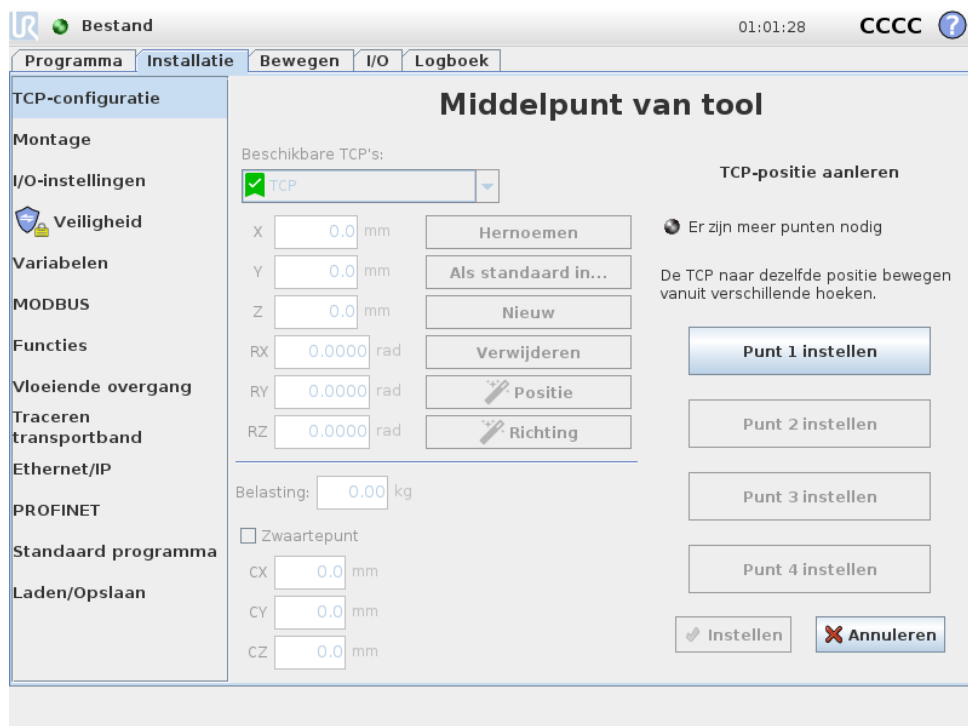 UR Bestand 01:01:28 CCCC ?
Programma Installatie Bewegen I/O Logboek
TCP-configuratie
Montage
I/O-instellingen
Veiligheid
Variabelen
MODBUS
Functies
Vloeiende overgang
Traceren
transportband
Ethernet/IP
PROFINET
Standaard programma
Laden/Opslaan
Middelpunt van tool
Beschikbare TCP's:
TCP
X 0.0 mm Hernoemen
Y 0.0 mm Als standaard in...
Z 0.0 mm Nieuw
RX 0.0000 rad Verwijderen
RY 0.0000 rad Positie
RZ 0.0000 rad Richting
Belasting: 0.00 kg
Zwaartepunt
CX 0.0 mm
CY 0.0 mm
CZ 0.0 mm
TCP-positie aanleren
Er zijn meer punten nodig
De TCP naar dezelfde positie bewegen
vanuit verschillende hoeken.
Punt 1 instellen
Punt 2 instellen
Punt 3 instellen
Punt 4 instellen
Instellen Annuleren